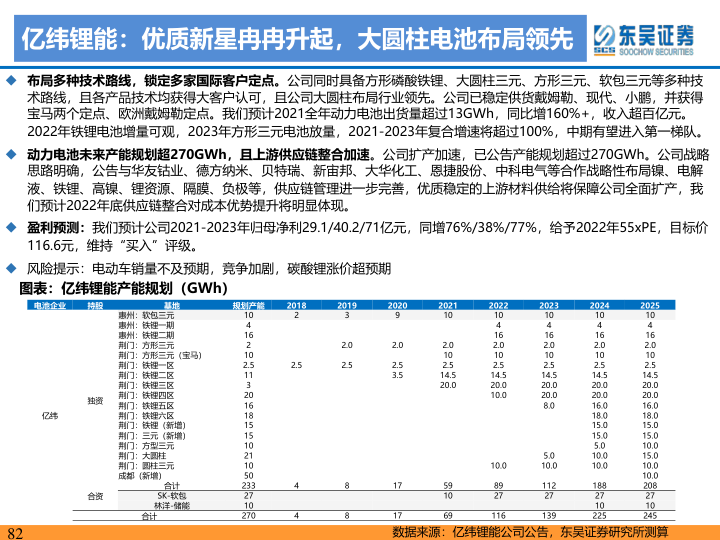 亿纬锂能：优质新星冉冉升起，大圆柱电池布局领先
SCS 东吴证券
SOOCHOW SECURITIES
◆ 布局多种技术路线，锁定多家国际客户定点。公司同时具备方形磷酸铁锂、大圆柱三元、方形三元、软包三元等多种技
术路线，且各产品技术均获得大客户认可，且公司大圆柱布局行业领先。公司已稳定供货戴姆勒、现代、小鹏，并获得
宝马两个定点、欧洲戴姆勒定点。我们预计2021全年动力电池出货量超过13GWh，同比增160%+，收入超百亿元。
2022年铁锂电池增量可观，2023年方形三元电池放量，2021-2023年复合增速将超过100%，中期有望进入第一梯队。
◆ 动力电池未来产能规划超270GWh，且上游供应链整合加速。公司扩产加速，已公告产能规划超过270GWh。公司战略
思路明确，公告与华友钴业、德方纳米、贝特瑞、新宙邦、大华化工、恩捷股份、中科电气等合作战略性布局镍、电解
液、铁锂、高镍、锂资源、隔膜、负极等，供应链管理进一步完善，优质稳定的上游材料供给将保障公司全面扩产，我
们预计2022年底供应链整合对成本优势提升将明显体现。
◆ 盈利预测：我们预计公司2021-2023年归母净利29.1/40.2/71亿元，同增76%/38%/77%，给予2022年55xPE，目标价
116.6元，维持“买入”评级。
◆ 风险提示：电动车销量不及预期，竞争加剧，碳酸锂涨价超预期
图表：亿纬锂能产能规划（GWh）
电池企业 持股 基地 规划产能 2018 2019 2020 2021 2022 2023 2024 2025
惠州：软包三元 10 2 3 9 10 10 10 10 10
惠州：铁锂一期 4 4 4 4 4
惠州：铁锂二期 16 16 16 16 16
荆门：方形三元 2 2.0 2.0 2.0 2.0 2.0 2.0 2.0
荆门：方形三元（宝马） 10 10 10 10 10 10
荆门：铁锂一区 2.5 2.5 2.5 2.5 2.5 2.5 2.5 2.5 2.5
荆门：铁锂二区 11 3.5 14.5 14.5 14.5 14.5 14.5
荆门：铁锂三区 3 20.0 20.0 20.0 20.0 20.0
独资 荆门：铁锂四区 20 10.0 20.0 20.0 20.0
荆门：铁锂五区 16 8.0 16.0 16.0
亿纬 荆门：铁锂六区 18 18.0 18.0
荆门：铁锂（新增） 15 15.0 15.0
荆门：三元（新增） 15 15.0 15.0
荆门：方型三元 10 5.0 10.0
荆门：大圆柱 21 5.0 10.0 15.0
荆门：圆柱三元 10 10.0 10.0 10.0 10.0
成都（新增） 50 10.0
合计 233 4 8 17 59 89 112 188 208
合资 SK-软包 27 10 27 27 27 27
林洋-储能 10 10 10
合计 270 4 8 17 69 116 139 225 245
82
数据来源：亿纬锂能公司公告，东吴证券研究所测算